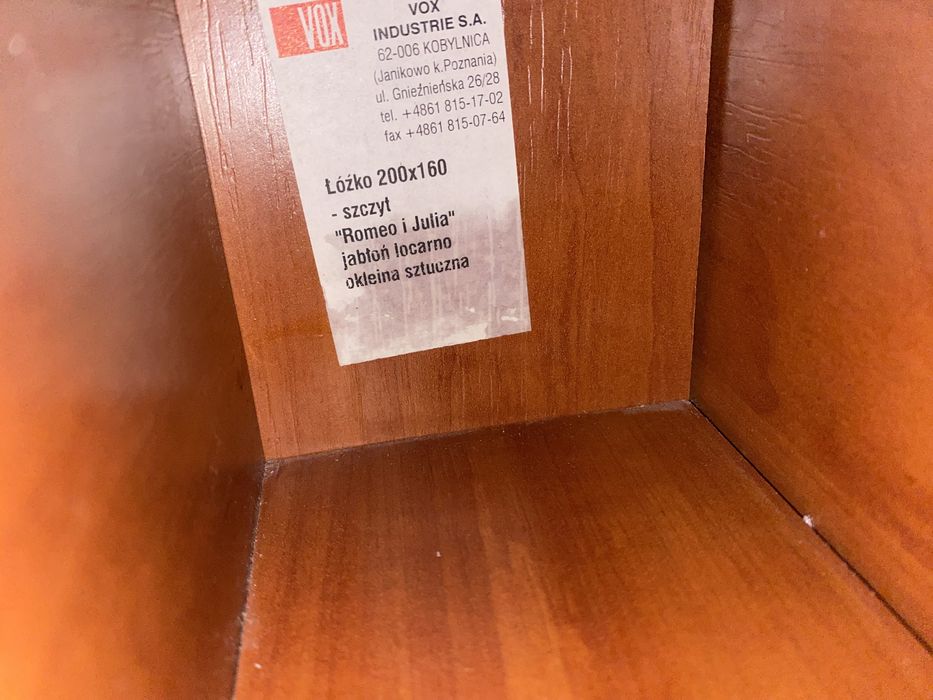 VOX
VOX
INDUSTRIE S.A.
62-006 KOBYLNICA
(Janikowo k.Poznania)
ul. Gnieźnieńska 26/28
tel. +4861 815-17-02
fax +4861 815-07-64
Łóżko 200x160
- szczyt
"Romeo i Julia"
jabłoń locarno
okleina sztuczna